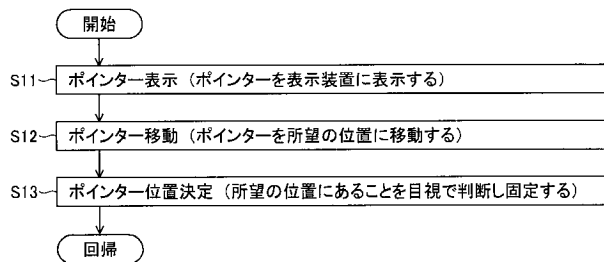 開始
S11 ポインター表示（ポインターを表示装置に表示する）
S12 ポインター移動（ポインターを所望の位置に移動する）
S13 ポインター位置決定（所望の位置にあることを目視で判断し固定する）
回帰